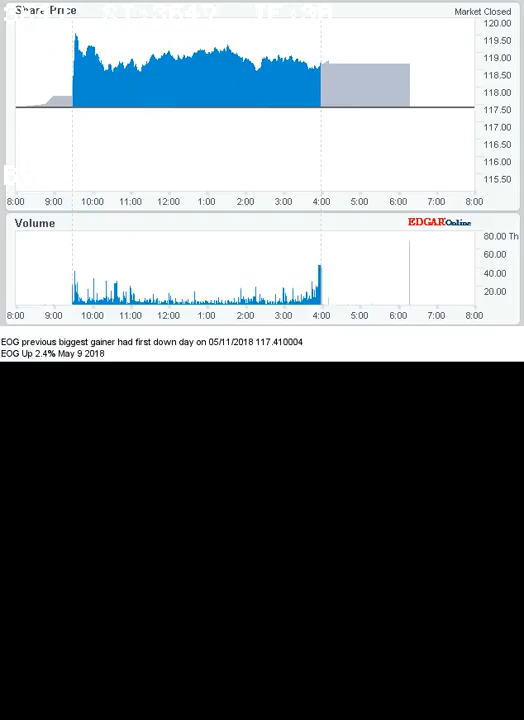 Share Price
Market Closed
120.00
119.50
119.00
118.50
118.00
117.50
117.00
116.50
116.00
115.50
8:00 9:00 10:00 11:00 12:00 1:00 2:00 3:00 4:00 5:00 6:00 7:00 8:00
Volume
EDGAR Online
80.00 Th
60.00
40.00
20.00
8:00 9:00 10:00 11:00 12:00 1:00 2:00 3:00 4:00 5:00 6:00 7:00 8:00
EOG previous biggest gainer had first down day on 05/11/2018 117.410004
EOG Up 2.4% May 9 2018